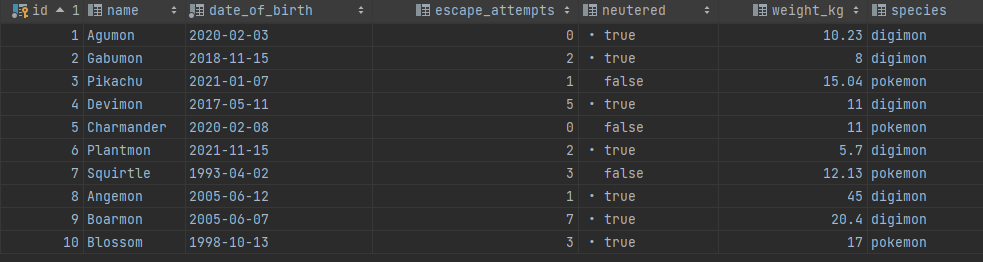 id 1 name date_of_birth escape_attempts neutered weight_kg species
1 Agumon 2020-02-03 0 • true 10.23 digimon
2 Gabumon 2018-11-15 2 • true 8 digimon
3 Pikachu 2021-01-07 1 false 15.04 pokemon
4 Devimon 2017-05-11 5 • true 11 digimon
5 Charmander 2020-02-08 0 false 11 pokemon
6 Plantmon 2021-11-15 2 • true 5.7 digimon
7 Squirtle 1993-04-02 3 false 12.13 pokemon
8 Angemon 2005-06-12 1 • true 45 digimon
9 Boarmon 2005-06-07 7 • true 20.4 digimon
10 Blossom 1998-10-13 3 • true 17 pokemon